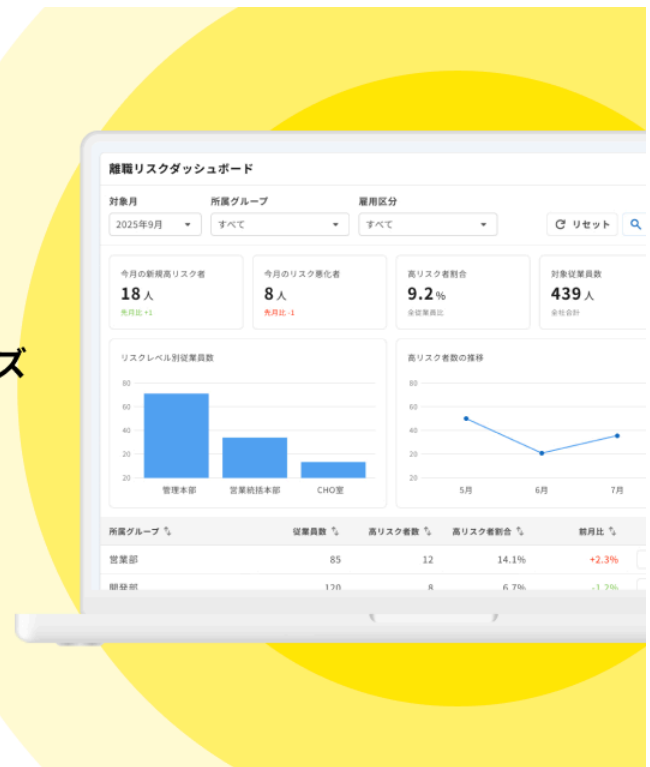 離職リスクダッシュボード
対象月 所属グループ 雇用区分
2025年9月 すべて すべて リセット
今月の新規高リスク者 今月のリスク悪化者 高リスク者割合 対象従業員数
18人 8人 9.2% 439人
先月比 +1 先月比 -1 全従業員比 全社合計
ズ
リスクレベル別従業員数 高リスク者数の推移
80 80
60 60
40 40
20 20
20 20
管理本部 営業統括本部 CHO室 5月 6月 7月
所属グループ 従業員数 高リスク者数 高リスク者割合 前月比
営業部 85 12 14.1% +2.3%
開発部 120 8 6.7% -1.2%